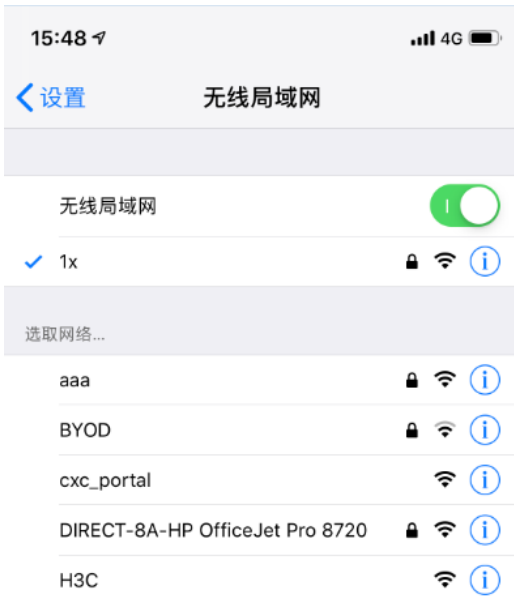 15:48 4G
设置 无线局域网
无线局域网
1x
选取网络...
aaa
BYOD
cxc_portal
DIRECT-8A-HP OfficeJet Pro 8720
H3C